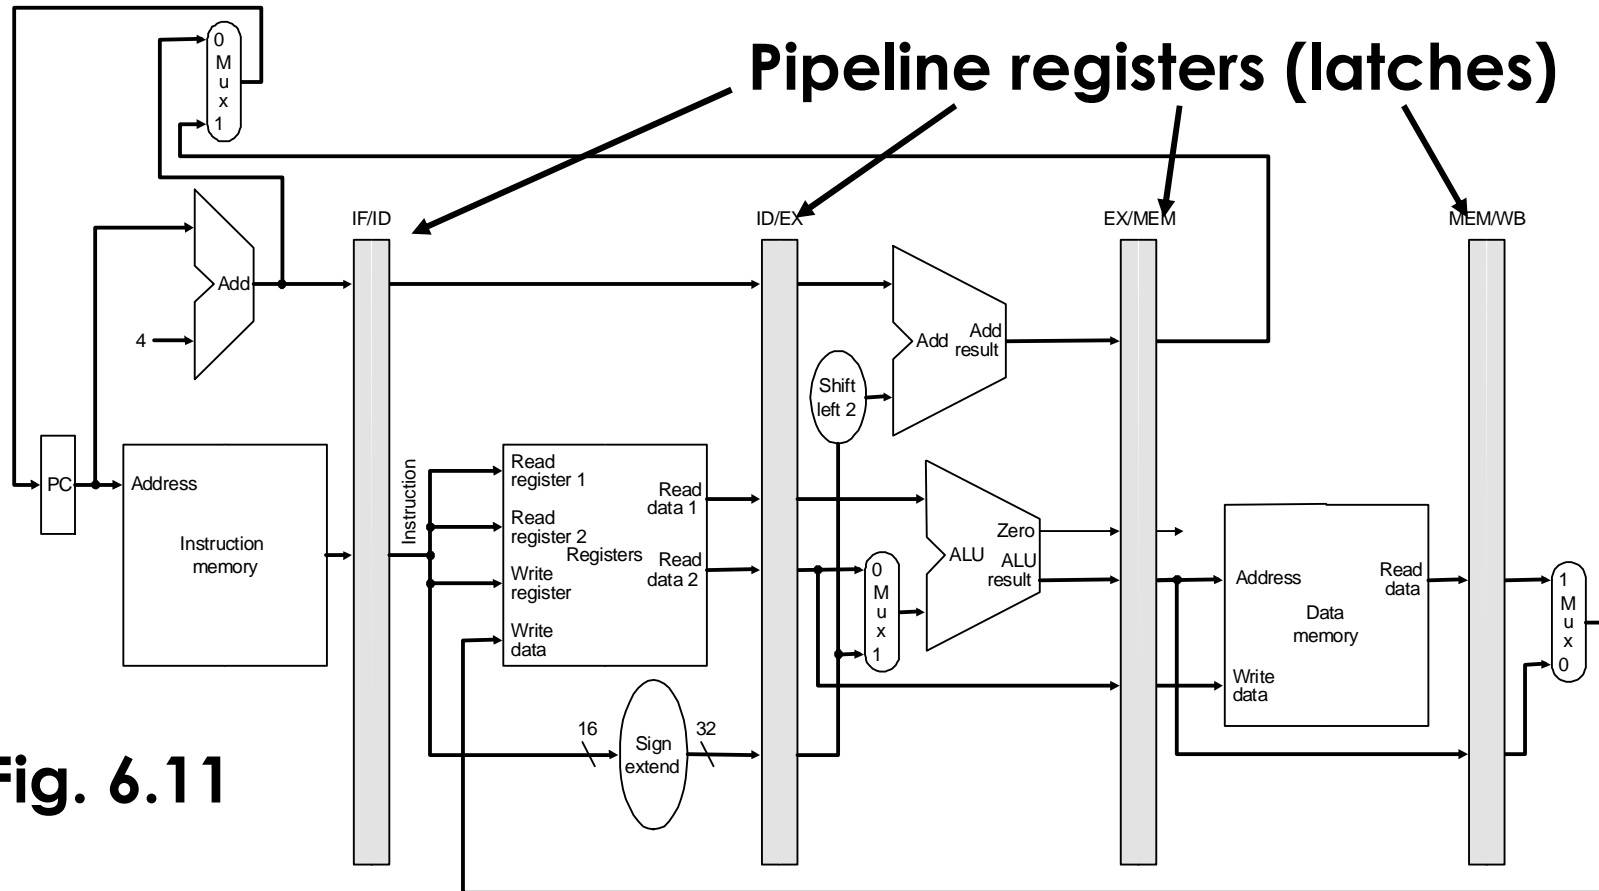 Pipeline registers (latches)
0
M
u
x
1
IF/ID
ID/EX
EX/MEM
MEM/WB
Add
4
Add
Add
result
Shift
left 2
PC
Address
Instruction
memory
Instruction
Read
register 1
Read
register 2
Write
register
Write
data
Registers
Read
data 1
Read
data 2
0
M
u
x
1
Zero
ALU
ALU
result
Address
Read
data
Data
memory
Write
data
1
M
u
x
0
16
Sign
extend
32
Fig. 6.11